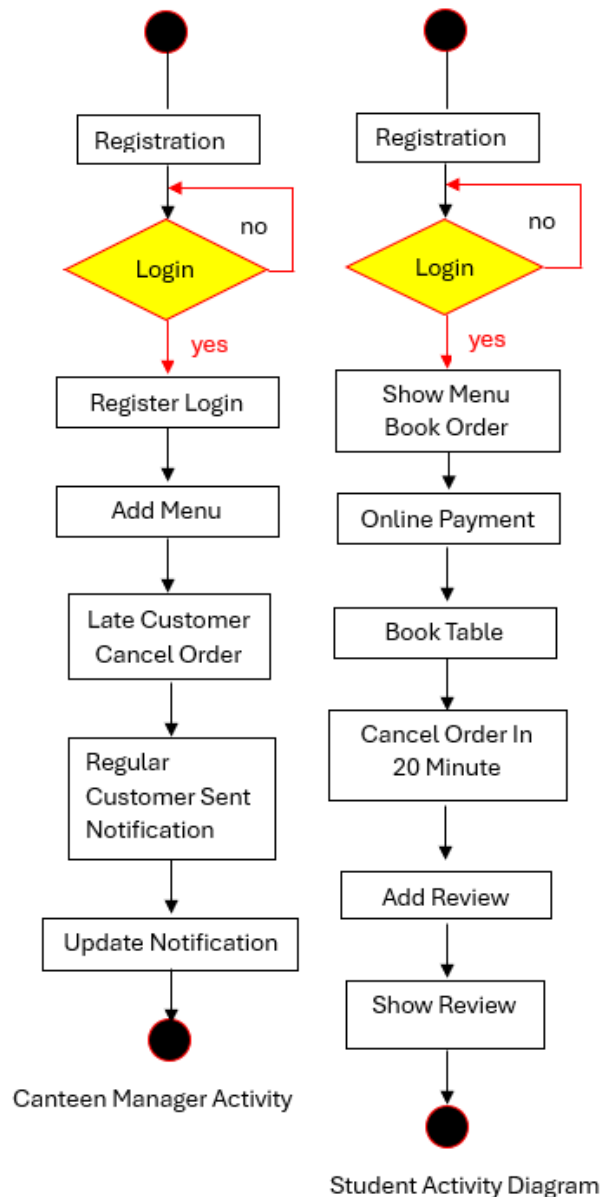 Registration
no
Login
yes
Register Login
Add Menu
Late Customer
Cancel Order
Regular
Customer Sent
Notification
Update Notification
Canteen Manager Activity
Registration
no
Login
yes
Show Menu
Book Order
Online Payment
Book Table
Cancel Order In
20 Minute
Add Review
Show Review
Student Activity Diagram